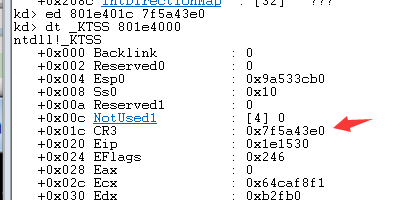 +0x208c IntDirectionMap : [32] ???
kd> ed 801e401c 7f5a43e0
kd> dt _KTSS 801e4000
ntdll!_KTSS
+0x000 Backlink : 0
+0x002 Reserved0 : 0
+0x004 Esp0 : 0x9a533cb0
+0x008 Ss0 : 0x10
+0x00a Reserved1 : 0
+0x00c NotUsed1 : [4] 0
+0x01c CR3 : 0x7f5a43e0
+0x020 Eip : 0x1e1530
+0x024 EFlags : 0x246
+0x028 Eax : 0
+0x02c Ecx : 0x64caf8f1
+0x030 Edx : 0xb2fb0